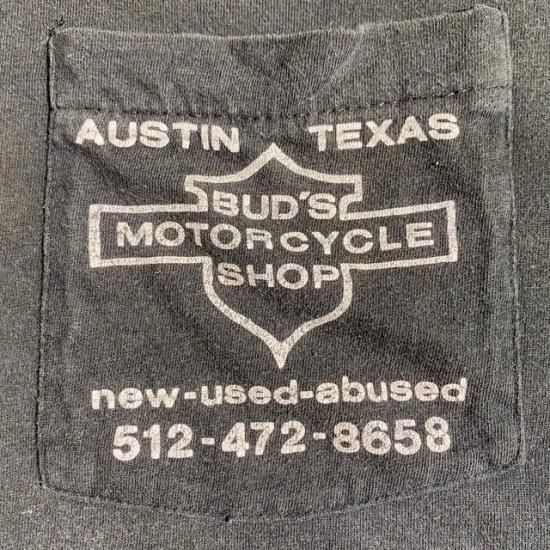 AUSTIN TEXAS
BUD'S
MOTORCYCLE
SHOP
new-used-abused
512-472-8658